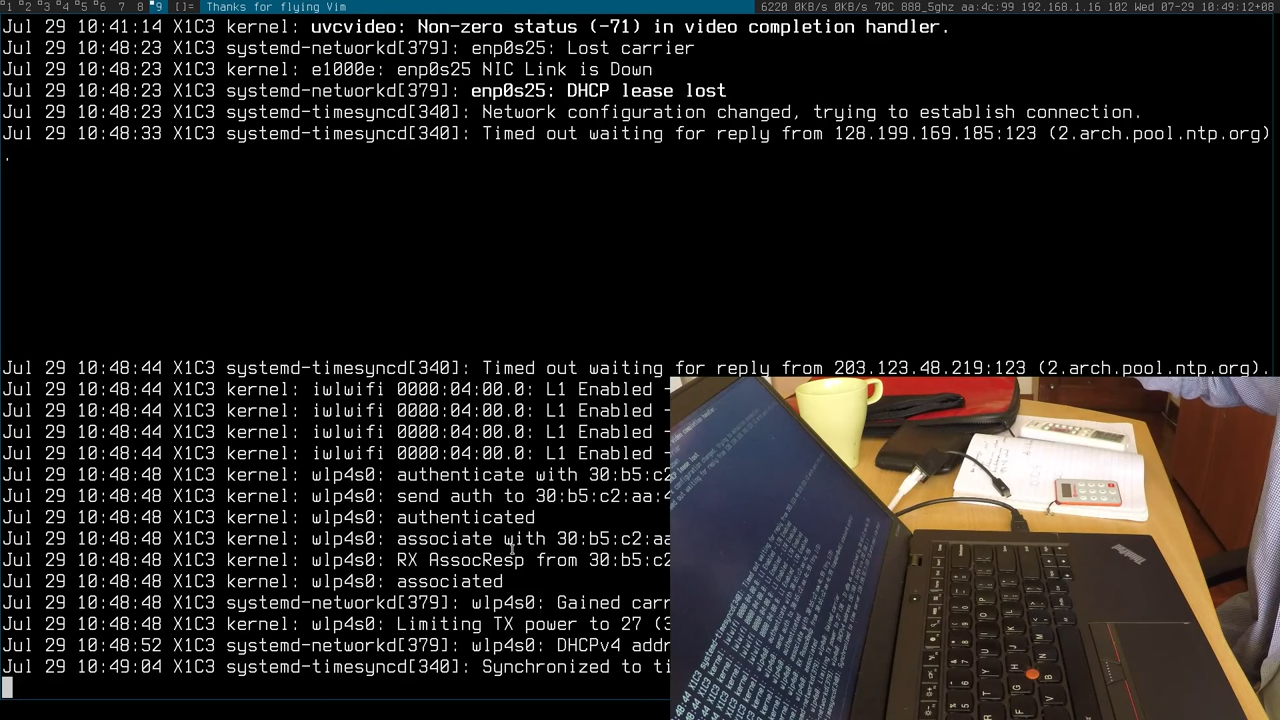 1 2 3 4 5 6 7 8 9 []= Thanks for flying Vim 6220 0KB/s 0KB/s 70C 888_5ghz aa:4c:99 192.168.1.16 102 Wed 07-29 10:49:12+08
Jul 29 10:41:14 X1C3 kernel: uvcvideo: Non-zero status (-71) in video completion handler.
Jul 29 10:48:23 X1C3 systemd-networkd[379]: enp0s25: Lost carrier
Jul 29 10:48:23 X1C3 kernel: e1000e: enp0s25 NIC Link is Down
Jul 29 10:48:23 X1C3 systemd-networkd[379]: enp0s25: DHCP lease lost
Jul 29 10:48:23 X1C3 systemd-timesyncd[340]: Network configuration changed, trying to establish connection.
Jul 29 10:48:33 X1C3 systemd-timesyncd[340]: Timed out waiting for reply from 128.199.169.185:123 (2.arch.pool.ntp.org)
.
Jul 29 10:48:44 X1C3 systemd-timesyncd[340]: Timed out waiting for reply from 203.123.48.219:123 (2.arch.pool.ntp.org).
Jul 29 10:48:44 X1C3 kernel: iwlwifi 0000:04:00.0: L1 Enabled -
Jul 29 10:48:44 X1C3 kernel: iwlwifi 0000:04:00.0: L1 Enabled -
Jul 29 10:48:44 X1C3 kernel: iwlwifi 0000:04:00.0: L1 Enabled -
Jul 29 10:48:44 X1C3 kernel: iwlwifi 0000:04:00.0: L1 Enabled -
Jul 29 10:48:48 X1C3 kernel: wlp4s0: authenticate with 30:b5:c2
Jul 29 10:48:48 X1C3 kernel: wlp4s0: send auth to 30:b5:c2:aa:4
Jul 29 10:48:48 X1C3 kernel: wlp4s0: authenticated
Jul 29 10:48:48 X1C3 kernel: wlp4s0: associate with 30:b5:c2:aa
Jul 29 10:48:48 X1C3 kernel: wlp4s0: RX AssocResp from 30:b5:c2
Jul 29 10:48:48 X1C3 kernel: wlp4s0: associated
Jul 29 10:48:48 X1C3 systemd-networkd[379]: wlp4s0: Gained carr
Jul 29 10:48:48 X1C3 kernel: wlp4s0: Limiting TX power to 27 (3
Jul 29 10:48:52 X1C3 systemd-networkd[379]: wlp4s0: DHCPv4 addr
Jul 29 10:49:04 X1C3 systemd-timesyncd[340]: Synchronized to ti
ThinkPad